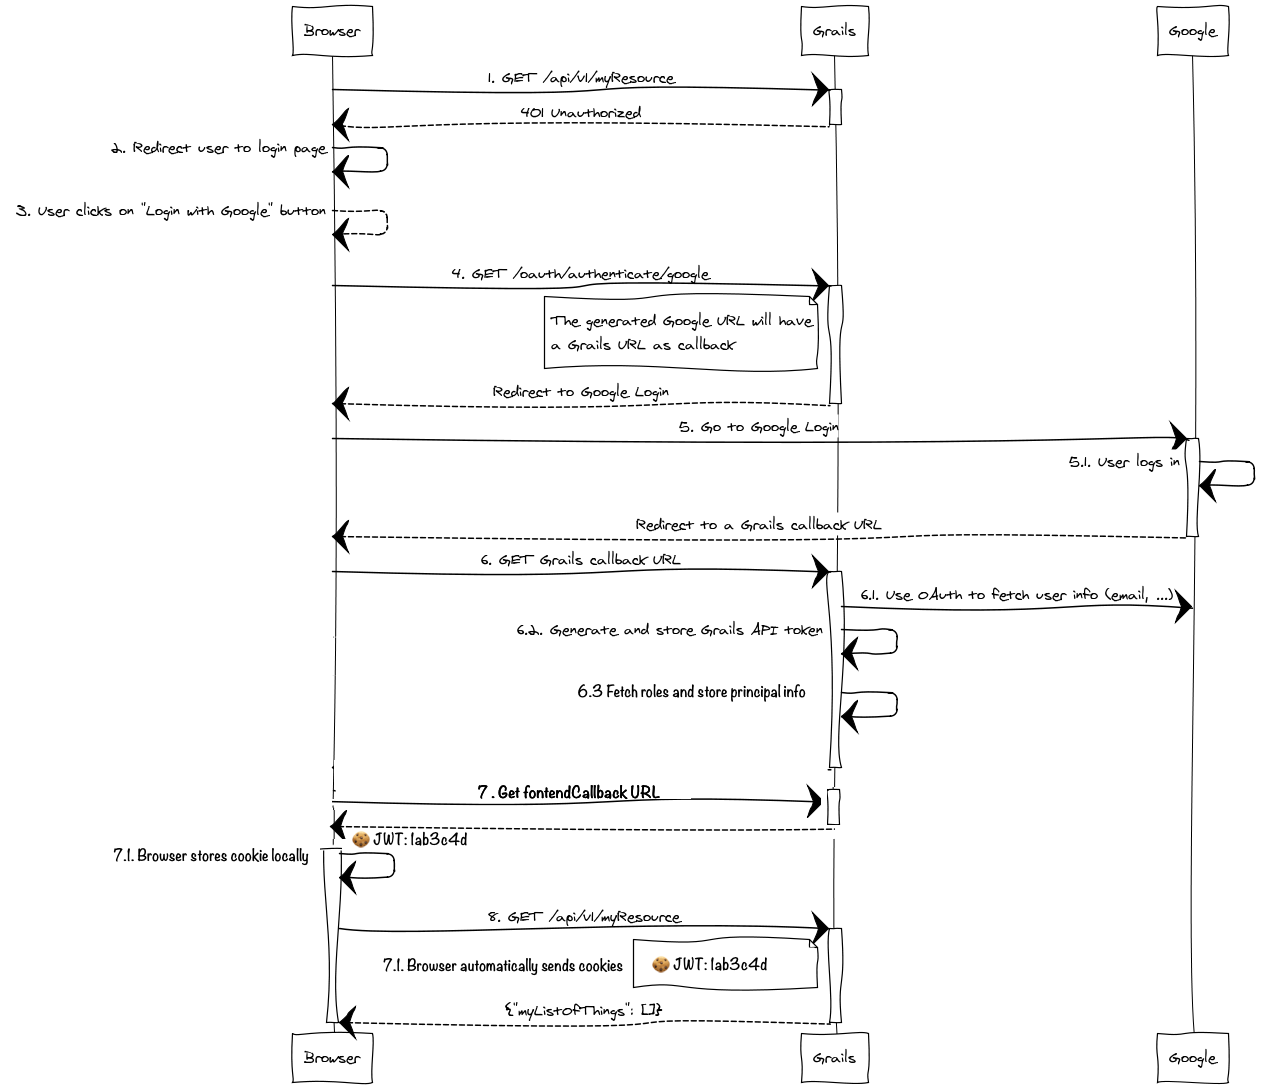 Browser
Grails
Google
1. GET /api/v1/myResource
401 Unauthorized
2. Redirect user to login page
3. User clicks on "Login with Google" button
4. GET /oauth/authenticate/google
The generated Google URL will have
a Grails URL as callback
Redirect to Google Login
5. Go to Google Login
5.1. User logs in
Redirect to a Grails callback URL
6. GET Grails callback URL
6.1. Use OAuth to fetch user info (email, ...)
6.2. Generate and store Grails API token
6.3 Fetch roles and store principal info
7 . Get fontendCallback URL
🍪 JWT: 1ab3c4d
7.1. Browser stores cookie locally
8. GET /api/v1/myResource
7.1. Browser automatically sends cookies
🍪 JWT: 1ab3c4d
{"myListOfThings": []}
Browser
Grails
Google